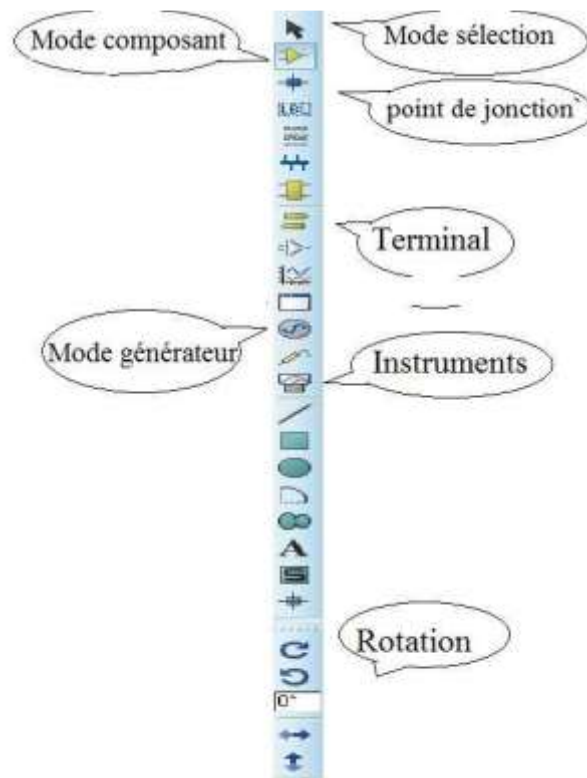 Mode composant
Mode sélection
point de jonction
Terminal
Mode générateur
Instruments
A
S
Rotation
0°